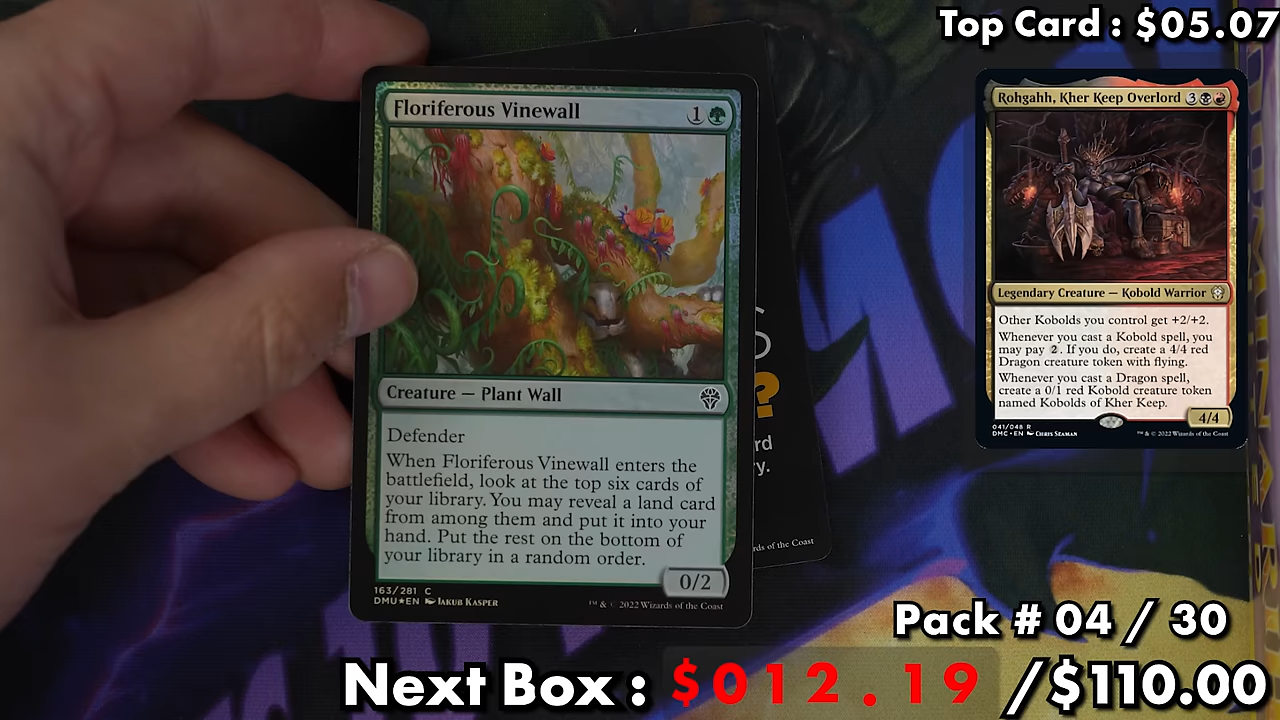 Top Card : $05.07
Floriferous Vinewall 1
Creature — Plant Wall
Defender
When Floriferous Vinewall enters the
battlefield, look at the top six cards of
your library. You may reveal a land card
from among them and put it into your
hand. Put the rest on the bottom of
your library in a random order.
0/2
163/281 C
DMU★EN Iakub Kasper
™ & © 2022 Wizards of the Coast
?
rds of the Coast
Rohgahh, Kher Keep Overlord 3
Legendary Creature — Kobold Warrior
Other Kobolds you control get +2/+2.
Whenever you cast a Kobold spell, you
may pay 2. If you do, create a 4/4 red
Dragon creature token with flying.
Whenever you cast a Dragon spell,
create a 0/1 red Kobold creature token
named Kobolds of Kher Keep.
4/4
041/048 R
DMC • EN Chris Seaman
™ & © 2022 Wizards of the Coast
Pack # 04 / 30
Next Box : $012.19 /$110.00